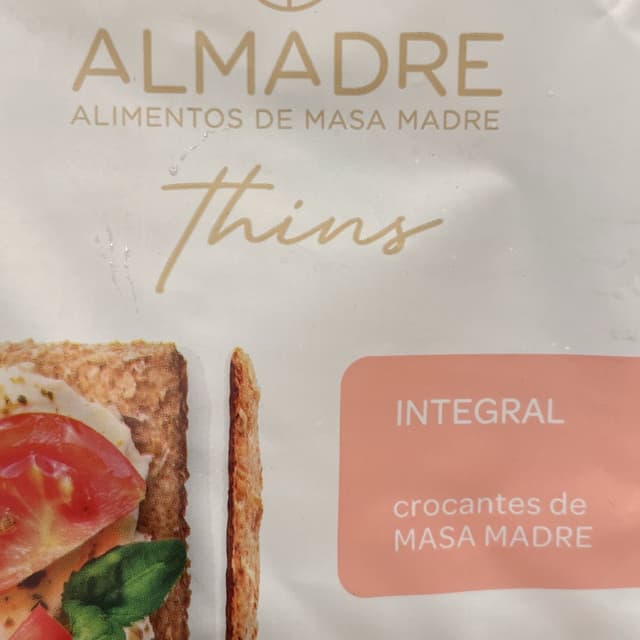 ALMADRE
ALIMENTOS DE MASA MADRE
thins
INTEGRAL
crocantes de
MASA MADRE